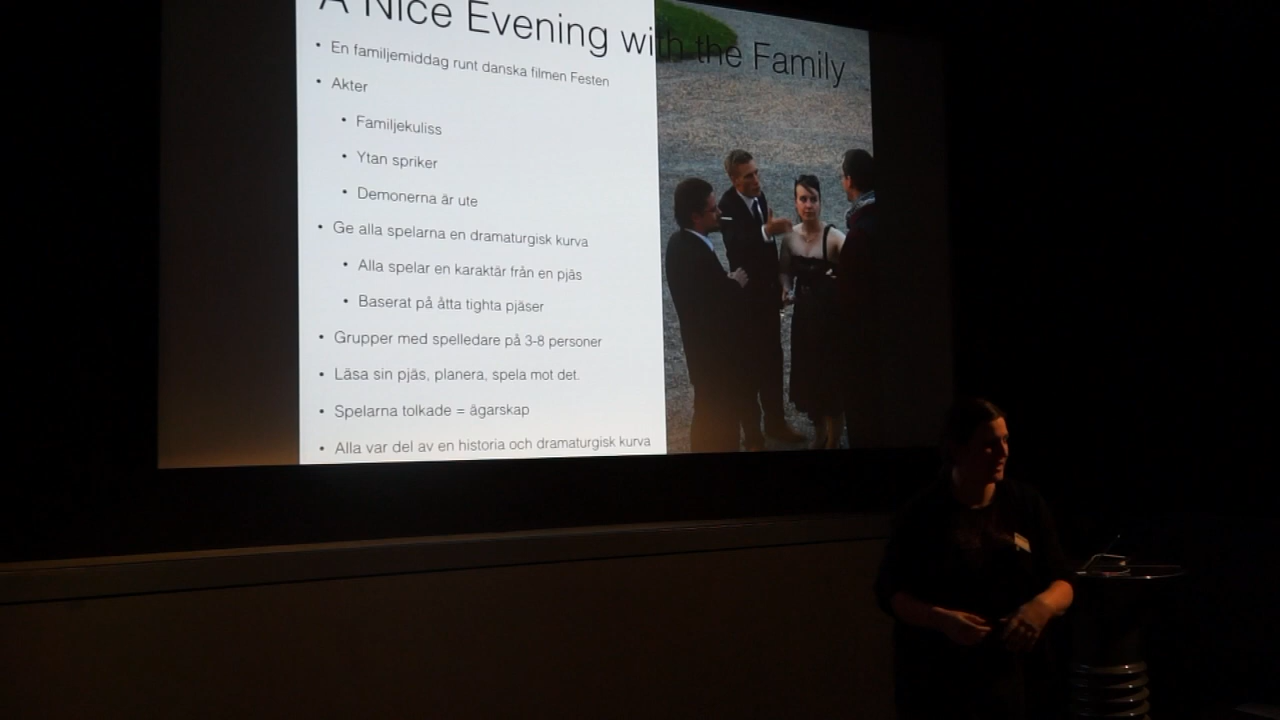 A Nice Evening with the Family
En familjemiddag runt danska filmen Festen
Akter
Familjekuliss
Ytan spriker
Demonerna är ute
Ge alla spelarna en dramaturgisk kurva
Alla spelar en karaktär från en pjäs
Baserat på åtta tighta pjäser
Grupper med spelledare på 3-8 personer
Läsa sin pjäs, planera, spela mot det.
Spelarna tolkade = ägarskap
Alla var del av en historia och dramaturgisk kurva